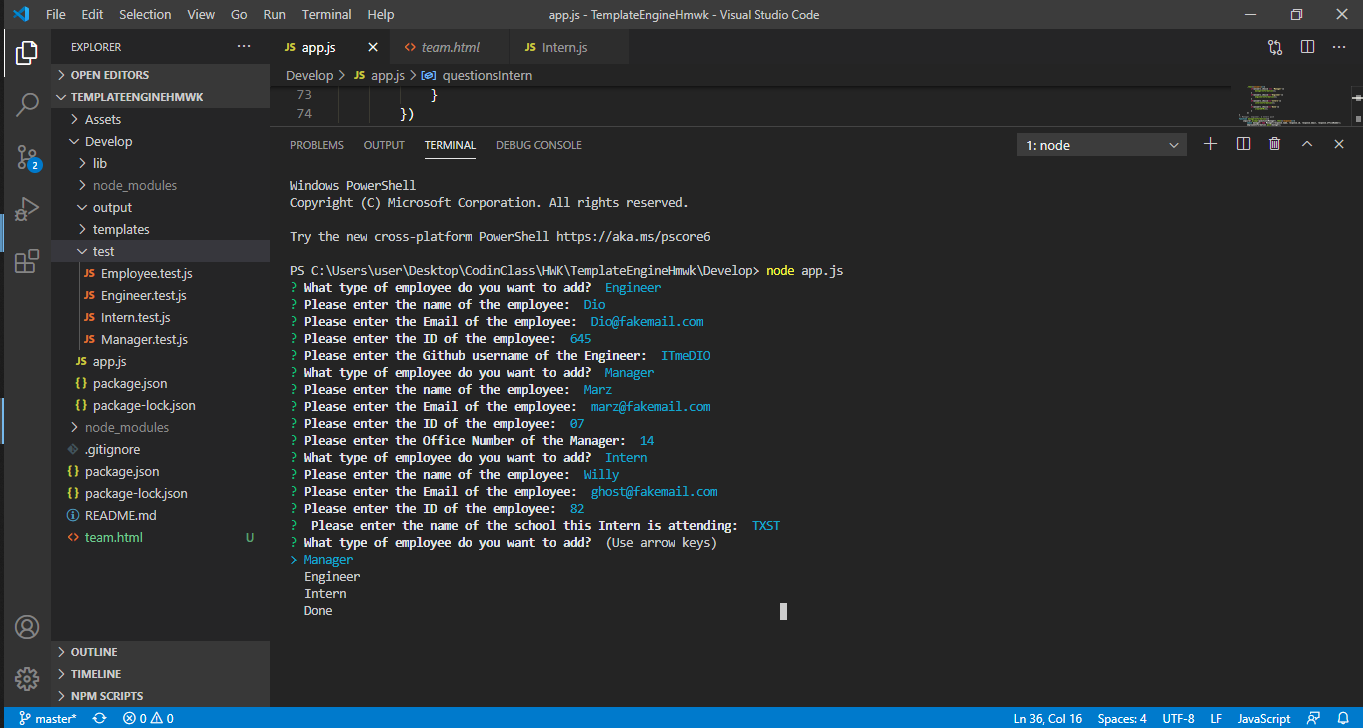 File Edit Selection View Go Run Terminal Help app.js - TemplateEngineHmwk - Visual Studio Code
EXPLORER ···
JS app.js × <> team.html JS Intern.js ···
> OPEN EDITORS
TEMPLATEENGINEHMWK
Develop > JS app.js > questionsIntern
73 }
74 })
Assets
Develop
lib
node_modules
output
templates
test
JS Employee.test.js
JS Engineer.test.js
JS Intern.test.js
JS Manager.test.js
JS app.js
{} package.json
{} package-lock.json
node_modules
.gitignore
{} package.json
{} package-lock.json
README.md
<> team.html U
OUTLINE
TIMELINE
NPM SCRIPTS
2
PROBLEMS OUTPUT TERMINAL DEBUG CONSOLE 1: node
Windows PowerShell
Copyright (C) Microsoft Corporation. All rights reserved.
Try the new cross-platform PowerShell https://aka.ms/pscore6
PS C:\Users\user\Desktop\CodinClass\HWK\TemplateEngineHmwk\Develop> node app.js
? What type of employee do you want to add? Engineer
? Please enter the name of the employee: Dio
? Please enter the Email of the employee: Dio@fakemail.com
? Please enter the ID of the employee: 645
? Please enter the Github username of the Engineer: ITmeDIO
? What type of employee do you want to add? Manager
? Please enter the name of the employee: Marz
? Please enter the Email of the employee: marz@fakemail.com
? Please enter the ID of the employee: 07
? Please enter the Office Number of the Manager: 14
? What type of employee do you want to add? Intern
? Please enter the name of the employee: Willy
? Please enter the Email of the employee: ghost@fakemail.com
? Please enter the ID of the employee: 82
? Please enter the name of the school this Intern is attending: TXST
? What type of employee do you want to add? (Use arrow keys)
> Manager
Engineer
Intern
Done
master* 0 0 Ln 36, Col 16 Spaces: 4 UTF-8 LF JavaScript